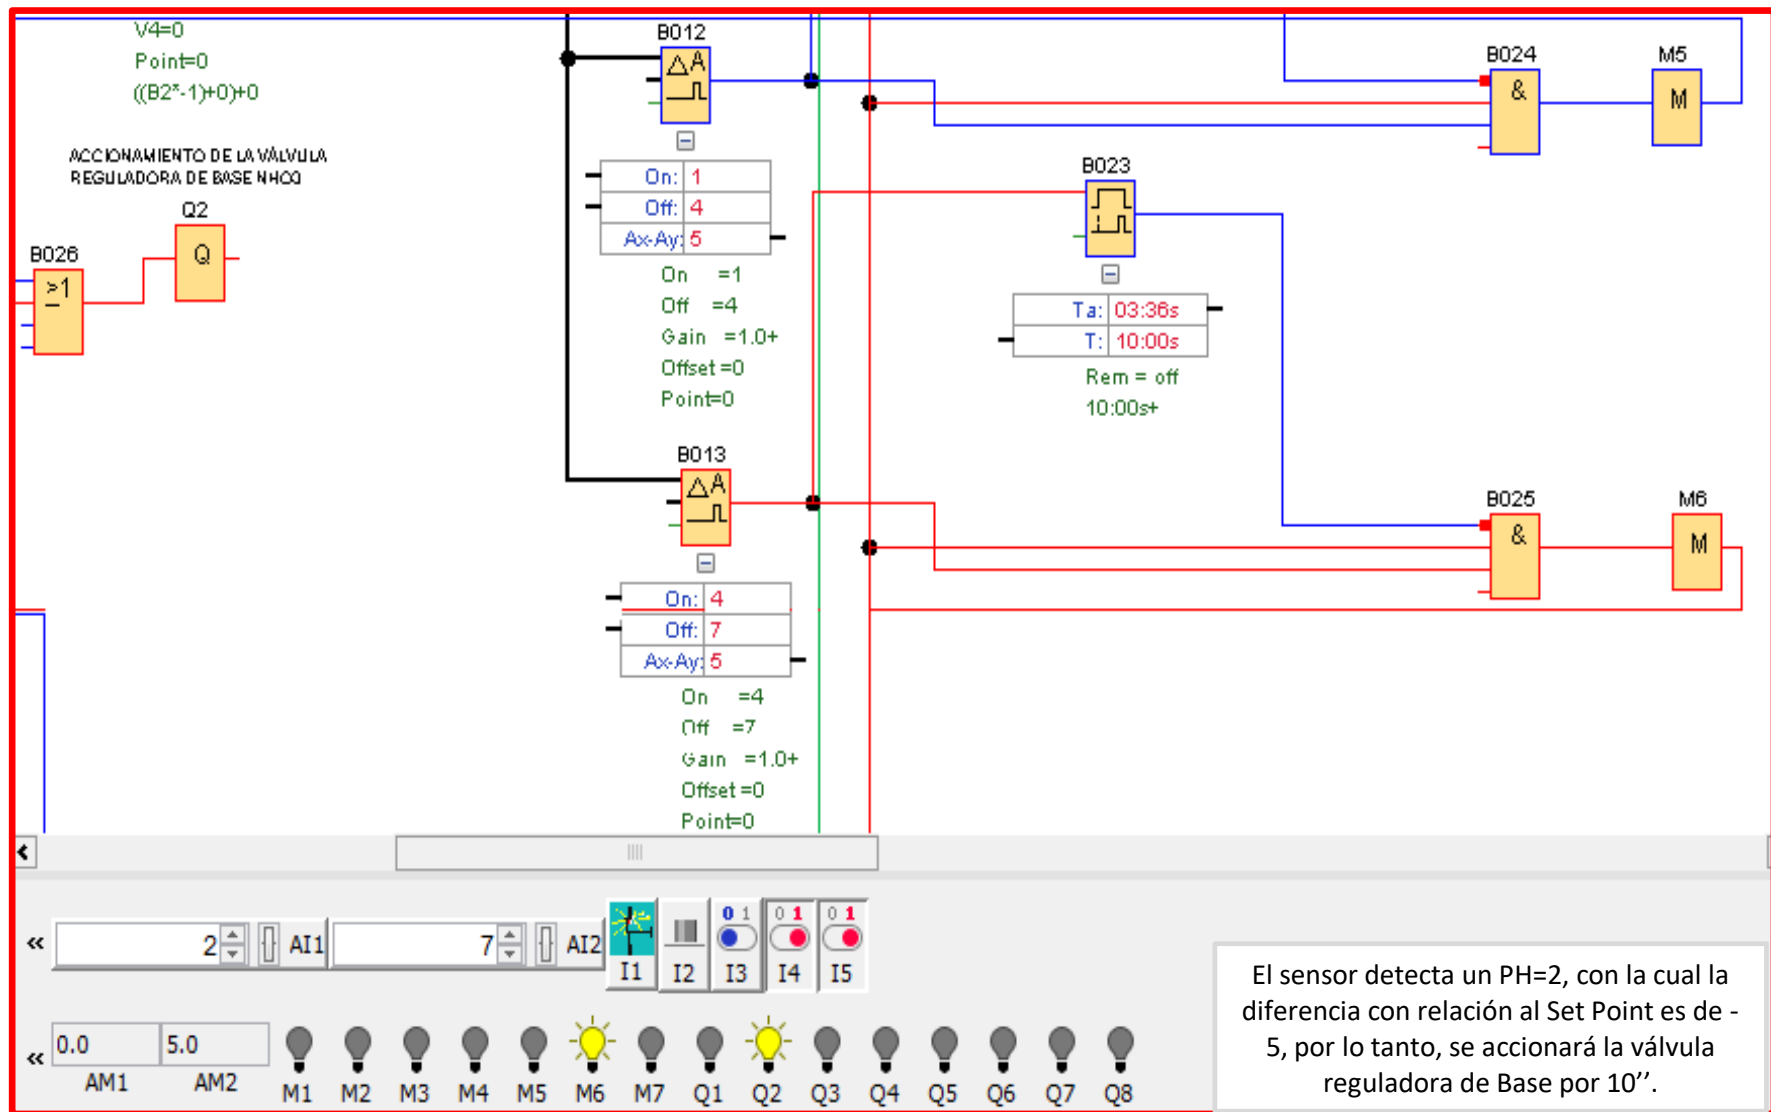 V4=0
Point=0
((B2*-1)+0)+0
ACCIONAMIENTO DE LA VÁLVULA
REGULADORA DE BASE NHCO
Q2
Q
B026
>1
B012
ΔA
On: 1
Off: 4
Ax-Ay: 5
On =1
Off =4
Gain =1.0+
Offset =0
Point=0
B013
ΔA
On: 4
Off: 7
Ax-Ay: 5
On =4
Off =7
Gain =1.0+
Offset =0
Point=0
B023
Ta: 03:36s
T: 10:00s
Rem = off
10:00s+
B024
&
M5
M
B025
&
M6
M
« 2 AI1 7 AI2 I1 I2 0 1 I3 0 1 I4 0 1 I5
« 0.0 5.0
AM1 AM2 M1 M2 M3 M4 M5 M6 M7 Q1 Q2 Q3 Q4 Q5 Q6 Q7 Q8
El sensor detecta un PH=2, con la cual la
diferencia con relación al Set Point es de -
5, por lo tanto, se accionará la válvula
reguladora de Base por 10’’.